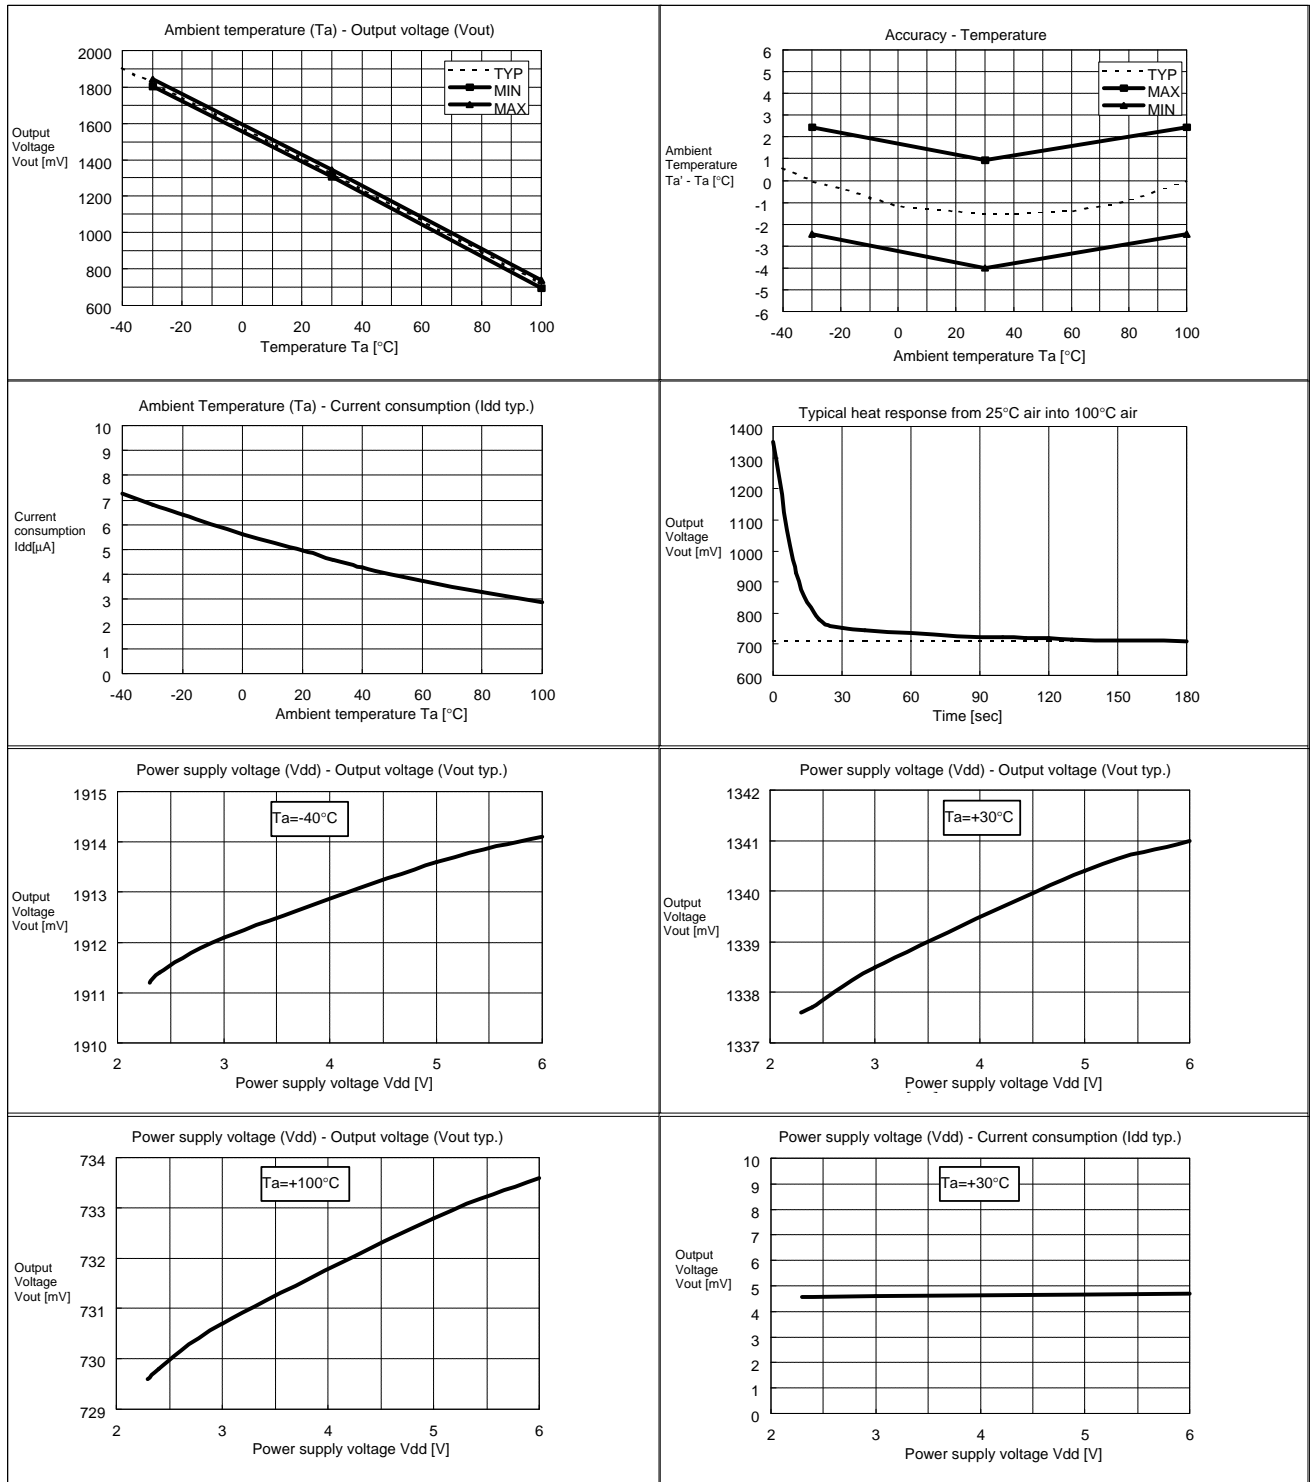 Ambient temperature (Ta) - Output voltage (Vout)
2000
1800
1600
1400
1200
1000
800
600
Output
Voltage
Vout [mV]
TYP
MIN
MAX
-40 -20 0 20 40 60 80 100
Temperature Ta [°C]
Accuracy - Temperature
6
5
4
3
2
1
0
-1
-2
-3
-4
-5
-6
Ambient
Temperature
Ta' - Ta [°C]
TYP
MAX
MIN
-40 -20 0 20 40 60 80 100
Ambient temperature Ta [°C]
Ambient Temperature (Ta) - Current consumption (Idd typ.)
10
9
8
7
6
5
4
3
2
1
0
Current
consumption
Idd[µA]
-40 -20 0 20 40 60 80 100
Ambient temperature Ta [°C]
Typical heat response from 25°C air into 100°C air
1400
1300
1200
1100
1000
900
800
700
600
Output
Voltage
Vout [mV]
0 30 60 90 120 150 180
Time [sec]
Power supply voltage (Vdd) - Output voltage (Vout typ.)
1915
1914
1913
1912
1911
1910
Ta=-40°C
Output
Voltage
Vout [mV]
2 3 4 5 6
Power supply voltage Vdd [V]
Power supply voltage (Vdd) - Output voltage (Vout typ.)
1342
1341
1340
1339
1338
1337
Ta=+30°C
Output
Voltage
Vout [mV]
2 3 4 5 6
Power supply voltage Vdd [V]
Power supply voltage (Vdd) - Output voltage (Vout typ.)
734
733
732
731
730
729
Ta=+100°C
Output
Voltage
Vout [mV]
2 3 4 5 6
Power supply voltage Vdd [V]
Power supply voltage (Vdd) - Current consumption (Idd typ.)
10
9
8
7
6
5
4
3
2
1
0
Ta=+30°C
Output
Voltage
Vout [mV]
2 3 4 5 6
Power supply voltage Vdd [V]